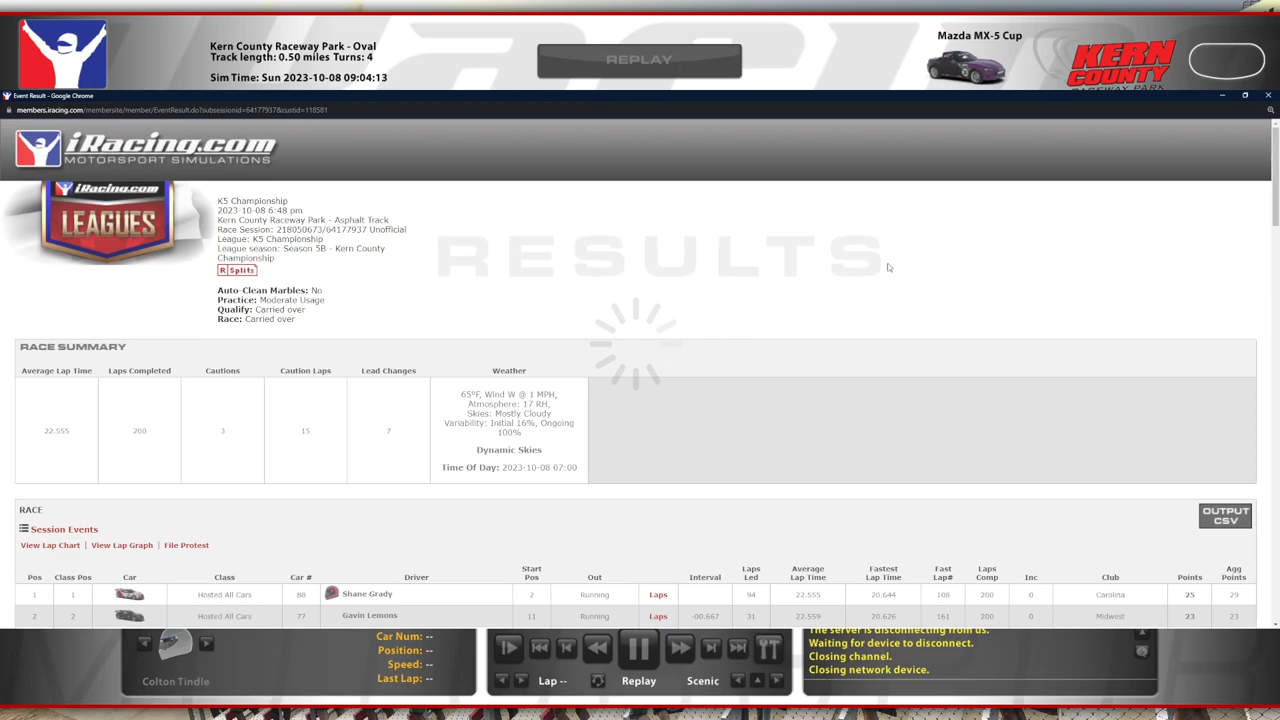 Kern County Raceway Park - Oval
Track length: 0.50 miles Turns: 4
Sim Time: Sun 2023-10-08 09:04:13
REPLAY
Mazda MX-5 Cup
KERN
COUNTY
RACEWAY PARK
Event Result - Google Chrome
members.iracing.com/membersite/member/EventResult.do?subsessionid=64177937&custid=118581
iRacing.com
MOTORSPORT SIMULATIONS
iRacing.com
LEAGUES
K5 Championship
2023-10-08 6:48 pm
Kern County Raceway Park - Asphalt Track
Race Session: 218050673/64177937 Unofficial
League: K5 Championship
League season: Season 5B - Kern County
Championship
R Splits
RESULTS
Auto-Clean Marbles: No
Practice: Moderate Usage
Qualify: Carried over
Race: Carried over
RACE SUMMARY
Average Lap Time Laps Completed Cautions Caution Laps Lead Changes Weather
22.555 200 3 15 7
65°F, Wind W @ 1 MPH,
Atmosphere: 17 RH,
Skies: Mostly Cloudy
Variability: Initial 16%, Ongoing
100%
Dynamic Skies
Time Of Day: 2023-10-08 07:00
RACE
OUTPUT
CSV
Session Events
View Lap Chart | View Lap Graph | File Protest
Pos Class Pos Car Class Car # Driver Start Pos Out Interval Laps Led Average Lap Time Fastest Lap Time Fast Lap# Laps Comp Inc Club Points Agg Points
1 1 Hosted All Cars 88 Shane Grady 2 Running Laps 94 22.555 20.644 108 200 0 Carolina 25 29
2 2 Hosted All Cars 77 Gavin Lemons 11 Running Laps -00.667 31 22.559 20.626 161 200 0 Midwest 23 23
Colton Tindle
Car Num: --
Position: --
Speed: --
Last Lap: --
Lap --
Replay
Scenic
The server is disconnecting from us.
Waiting for device to disconnect.
Closing channel.
Closing network device.